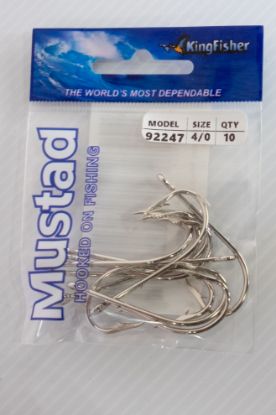 KingFisher
THE WORLD'S MOST DEPENDABLE
MODEL SIZE QTY
92247 4/0 10
Mustad
HOOKED ON FISHING